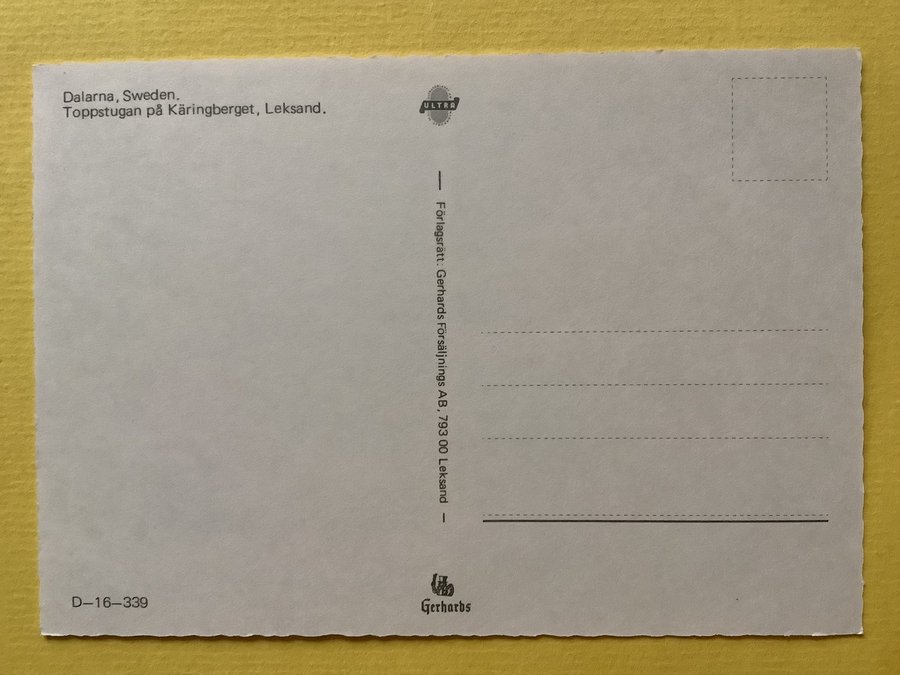 Dalarna, Sweden.
Toppstugan på Käringberget, Leksand.
ULTRA
— Förlagsrätt: Gerhards Försäljnings AB, 793 00 Leksand –
D–16–339
Gerhards